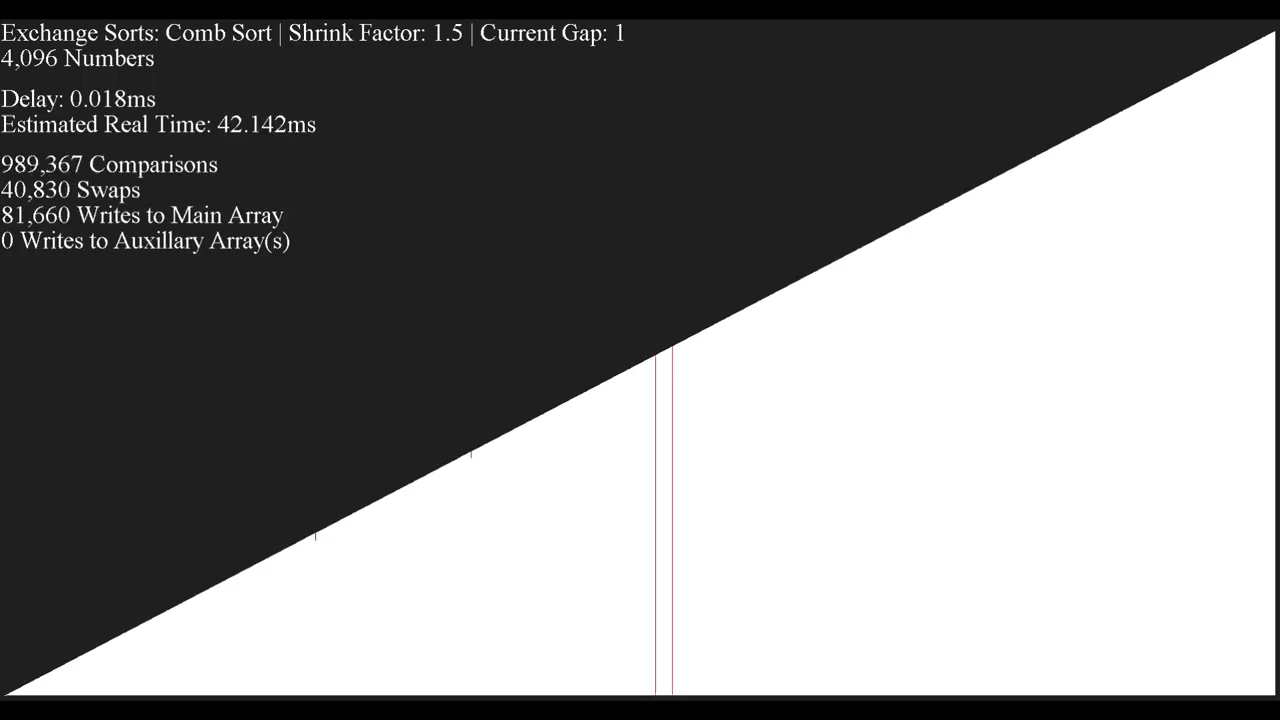 Exchange Sorts: Comb Sort | Shrink Factor: 1.5 | Current Gap: 1
4,096 Numbers
Delay: 0.018ms
Estimated Real Time: 42.142ms
989,367 Comparisons
40,830 Swaps
81,660 Writes to Main Array
0 Writes to Auxillary Array(s)